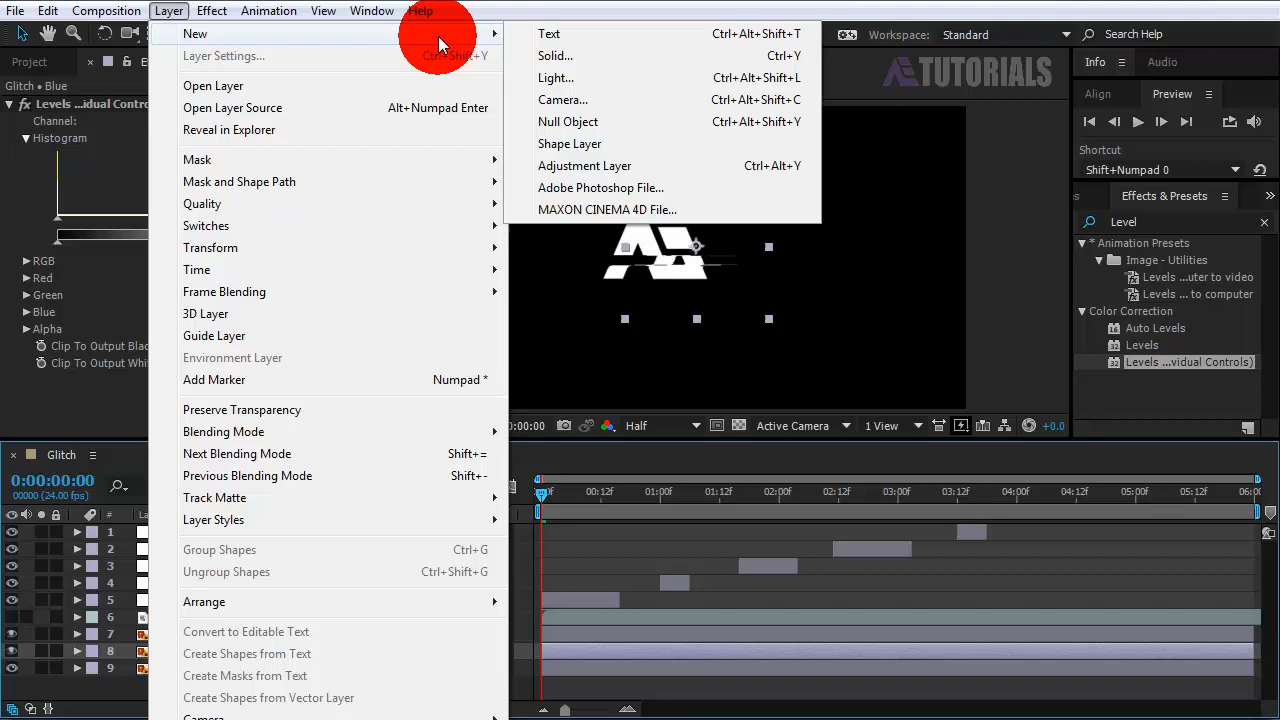 File Edit Composition Layer Effect Animation View Window Help
Workspace: Standard Search Help
Project
Glitch • Blue
Levels ...idual Contro
Channel:
Histogram
RGB
Red
Green
Blue
Alpha
Clip To Output Blac
Clip To Output Whit
New
Layer Settings... Ctrl+Shift+Y
Open Layer
Open Layer Source Alt+Numpad Enter
Reveal in Explorer
Mask
Mask and Shape Path
Quality
Switches
Transform
Time
Frame Blending
3D Layer
Guide Layer
Environment Layer
Add Marker Numpad *
Preserve Transparency
Blending Mode
Next Blending Mode Shift+=
Previous Blending Mode Shift+-
Track Matte
Layer Styles
Group Shapes Ctrl+G
Ungroup Shapes Ctrl+Shift+G
Arrange
Convert to Editable Text
Create Shapes from Text
Create Masks from Text
Create Shapes from Vector Layer
Camera
Text Ctrl+Alt+Shift+T
Solid... Ctrl+Y
Light... Ctrl+Alt+Shift+L
Camera... Ctrl+Alt+Shift+C
Null Object Ctrl+Alt+Shift+Y
Shape Layer
Adjustment Layer Ctrl+Alt+Y
Adobe Photoshop File...
MAXON CINEMA 4D File...
AE TUTORIALS
AE
:00:00 Half Active Camera 1 View +0.0
Info Audio
Align Preview
Shortcut
Shift+Numpad 0
Effects & Presets
Level
* Animation Presets
Image - Utilities
Levels ...uter to video
Levels ... to computer
Color Correction
Auto Levels
Levels
Levels ...vidual Controls)
Glitch
0:00:00:00
00000 (24.00 fps)
00:12f 01:00f 01:12f 02:00f 02:12f 03:00f 03:12f 04:00f 04:12f 05:00f 05:12f 06:00
#
1
2
3
4
5
6
7
8
9